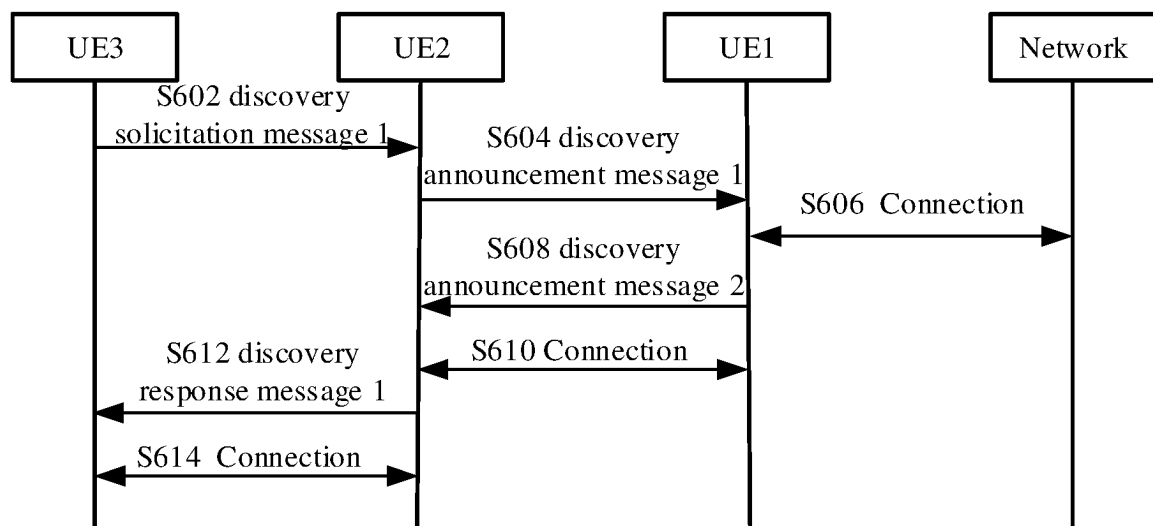 UE3
UE2
UE1
Network
S602 discovery
solicitation message 1
S604 discovery
announcement message 1
S606 Connection
S608 discovery
announcement message 2
S610 Connection
S612 discovery
response message 1
S614 Connection